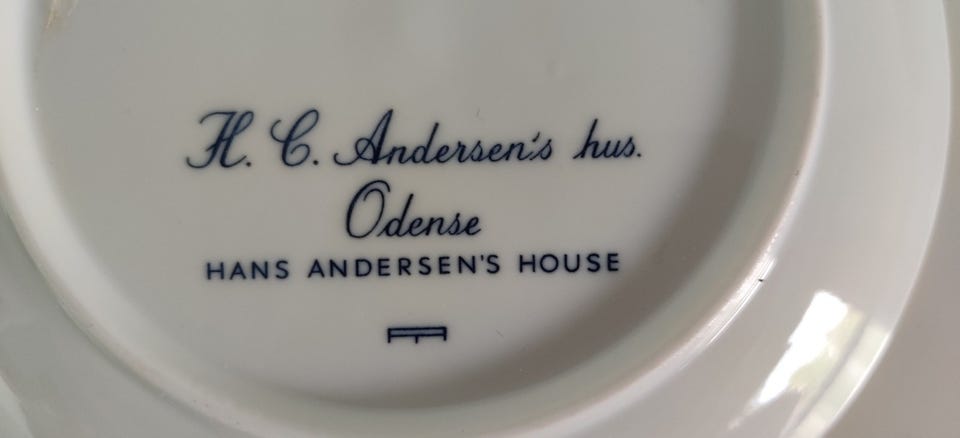 H. C. Andersen's hus.
Odense
HANS ANDERSEN'S HOUSE